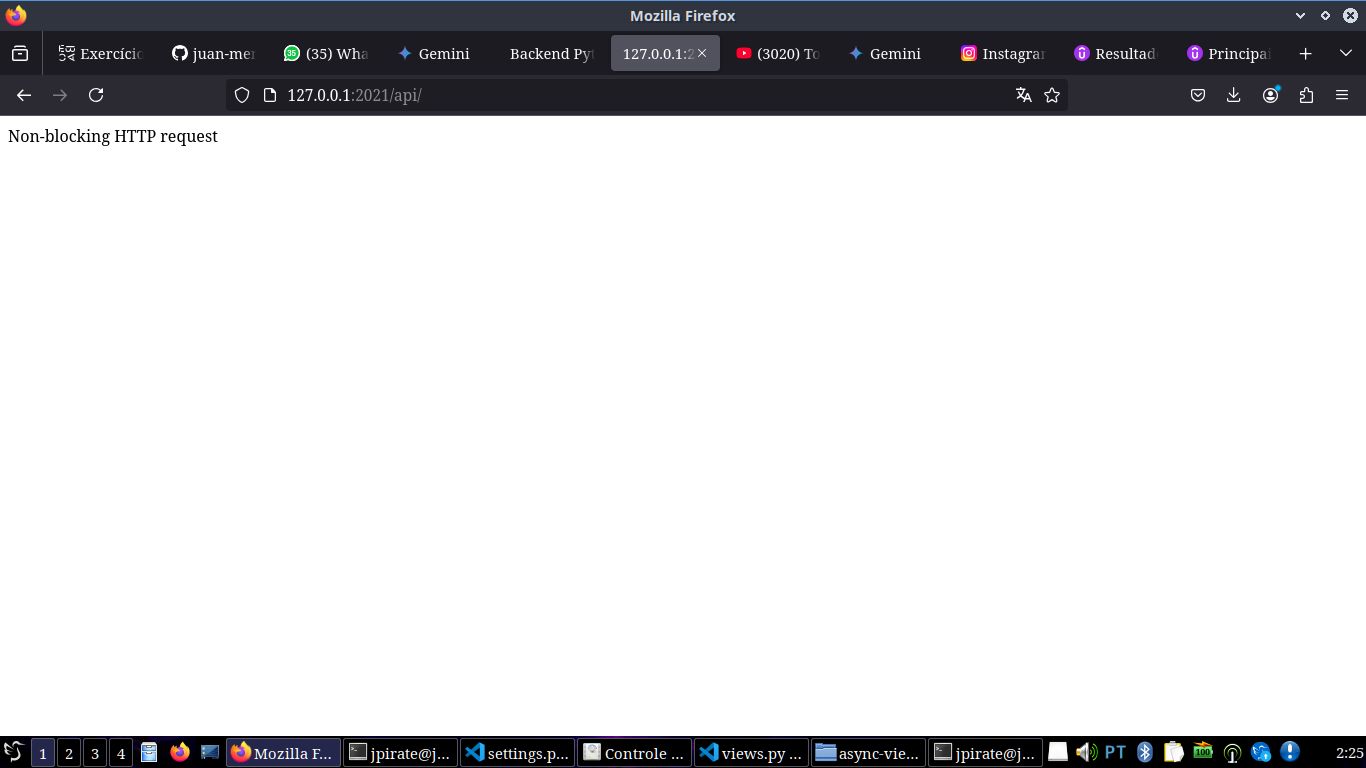 Mozilla Firefox
Exercício
juan-mer
(35) Wha
Gemini
Backend Pyt
127.0.0.1:2
(3020) To
Gemini
Instagrar
Resultad
Principai
127.0.0.1:2021/api/
Non-blocking HTTP request
1
2
3
4
Mozilla F...
jpirate@j...
settings.p...
Controle ...
views.py ...
async-vie...
jpirate@j...
PT
100
2:25